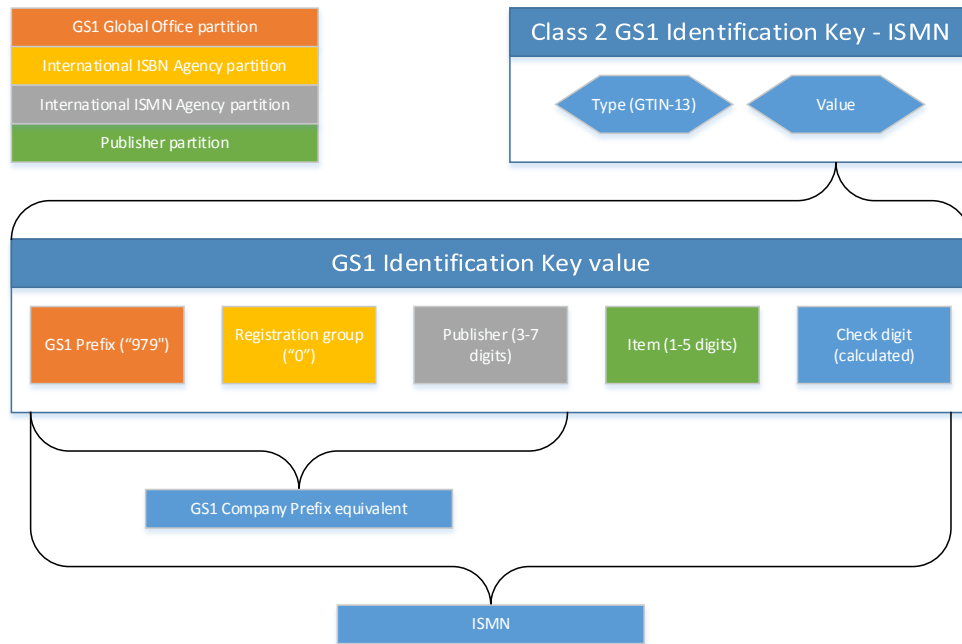 GS1 Global Office partition
International ISBN Agency partition
International ISMN Agency partition
Publisher partition
Class 2 GS1 Identification Key - ISMN
Type (GTIN-13)
Value
GS1 Identification Key value
GS1 Prefix (“979")
Registration group
(“0”)
Publisher (3-7
digits)
Item (1-5 digits)
Check digit
(calculated)
GS1 Company Prefix equivalent
ISMN